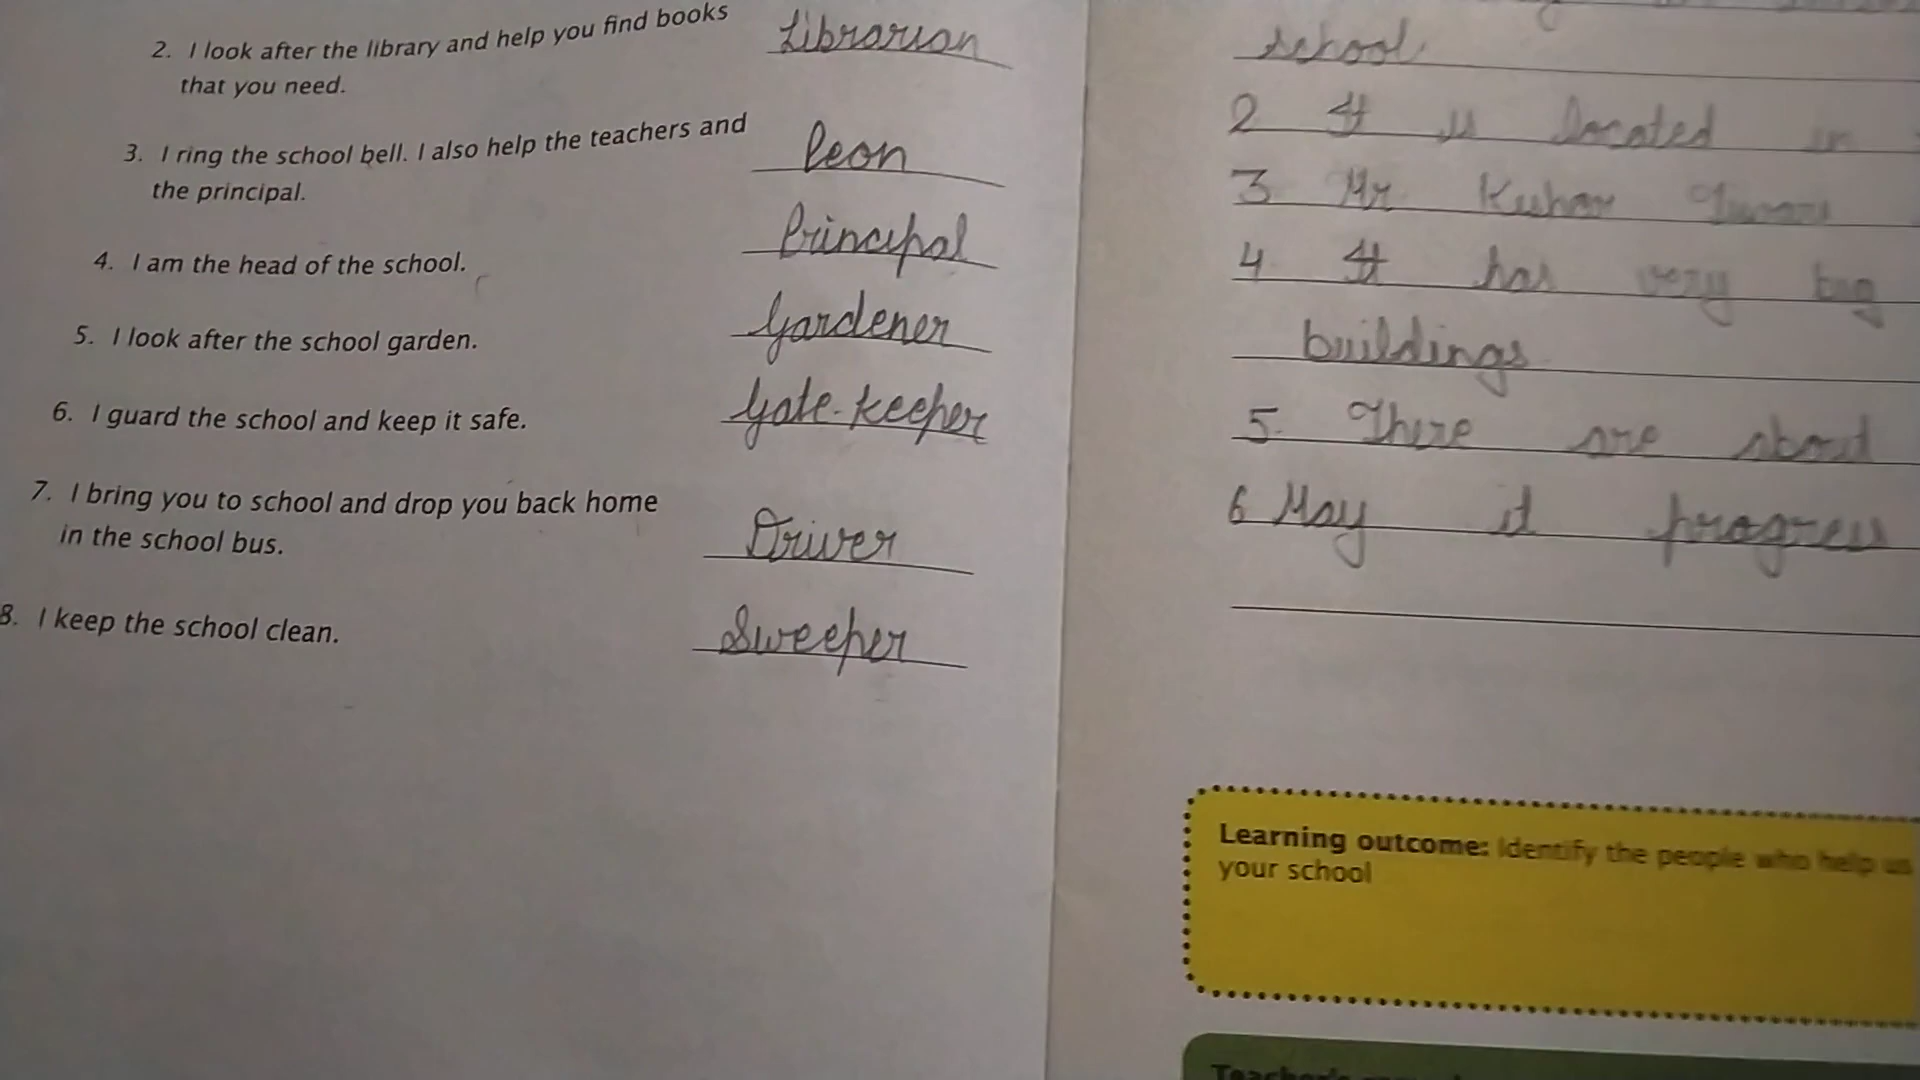 2. I look after the library and help you find books
that you need.
Librarian
3. I ring the school bell. I also help the teachers and
the principal.
Peon
4. I am the head of the school.
Principal
5. I look after the school garden.
Gardener
6. I guard the school and keep it safe.
Gate-keeper
7. I bring you to school and drop you back home
in the school bus.
Driver
8. I keep the school clean.
Sweeper
school
2 It is located in
3 Mr
4 It has very big
buildings
5. There are about
6 May it progress
Learning outcome: Identify the people who help us
your school
Teacher's